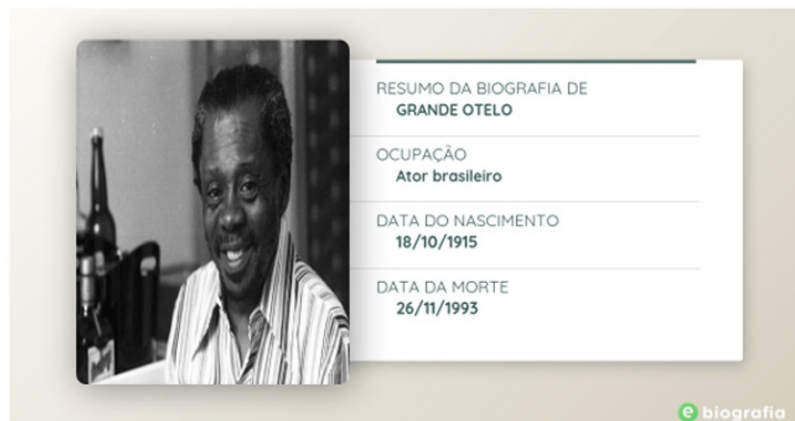 RESUMO DA BIOGRAFIA DE
GRANDE OTELO
OCUPAÇÃO
Ator brasileiro
DATA DO NASCIMENTO
18/10/1915
DATA DA MORTE
26/11/1993
e biografia